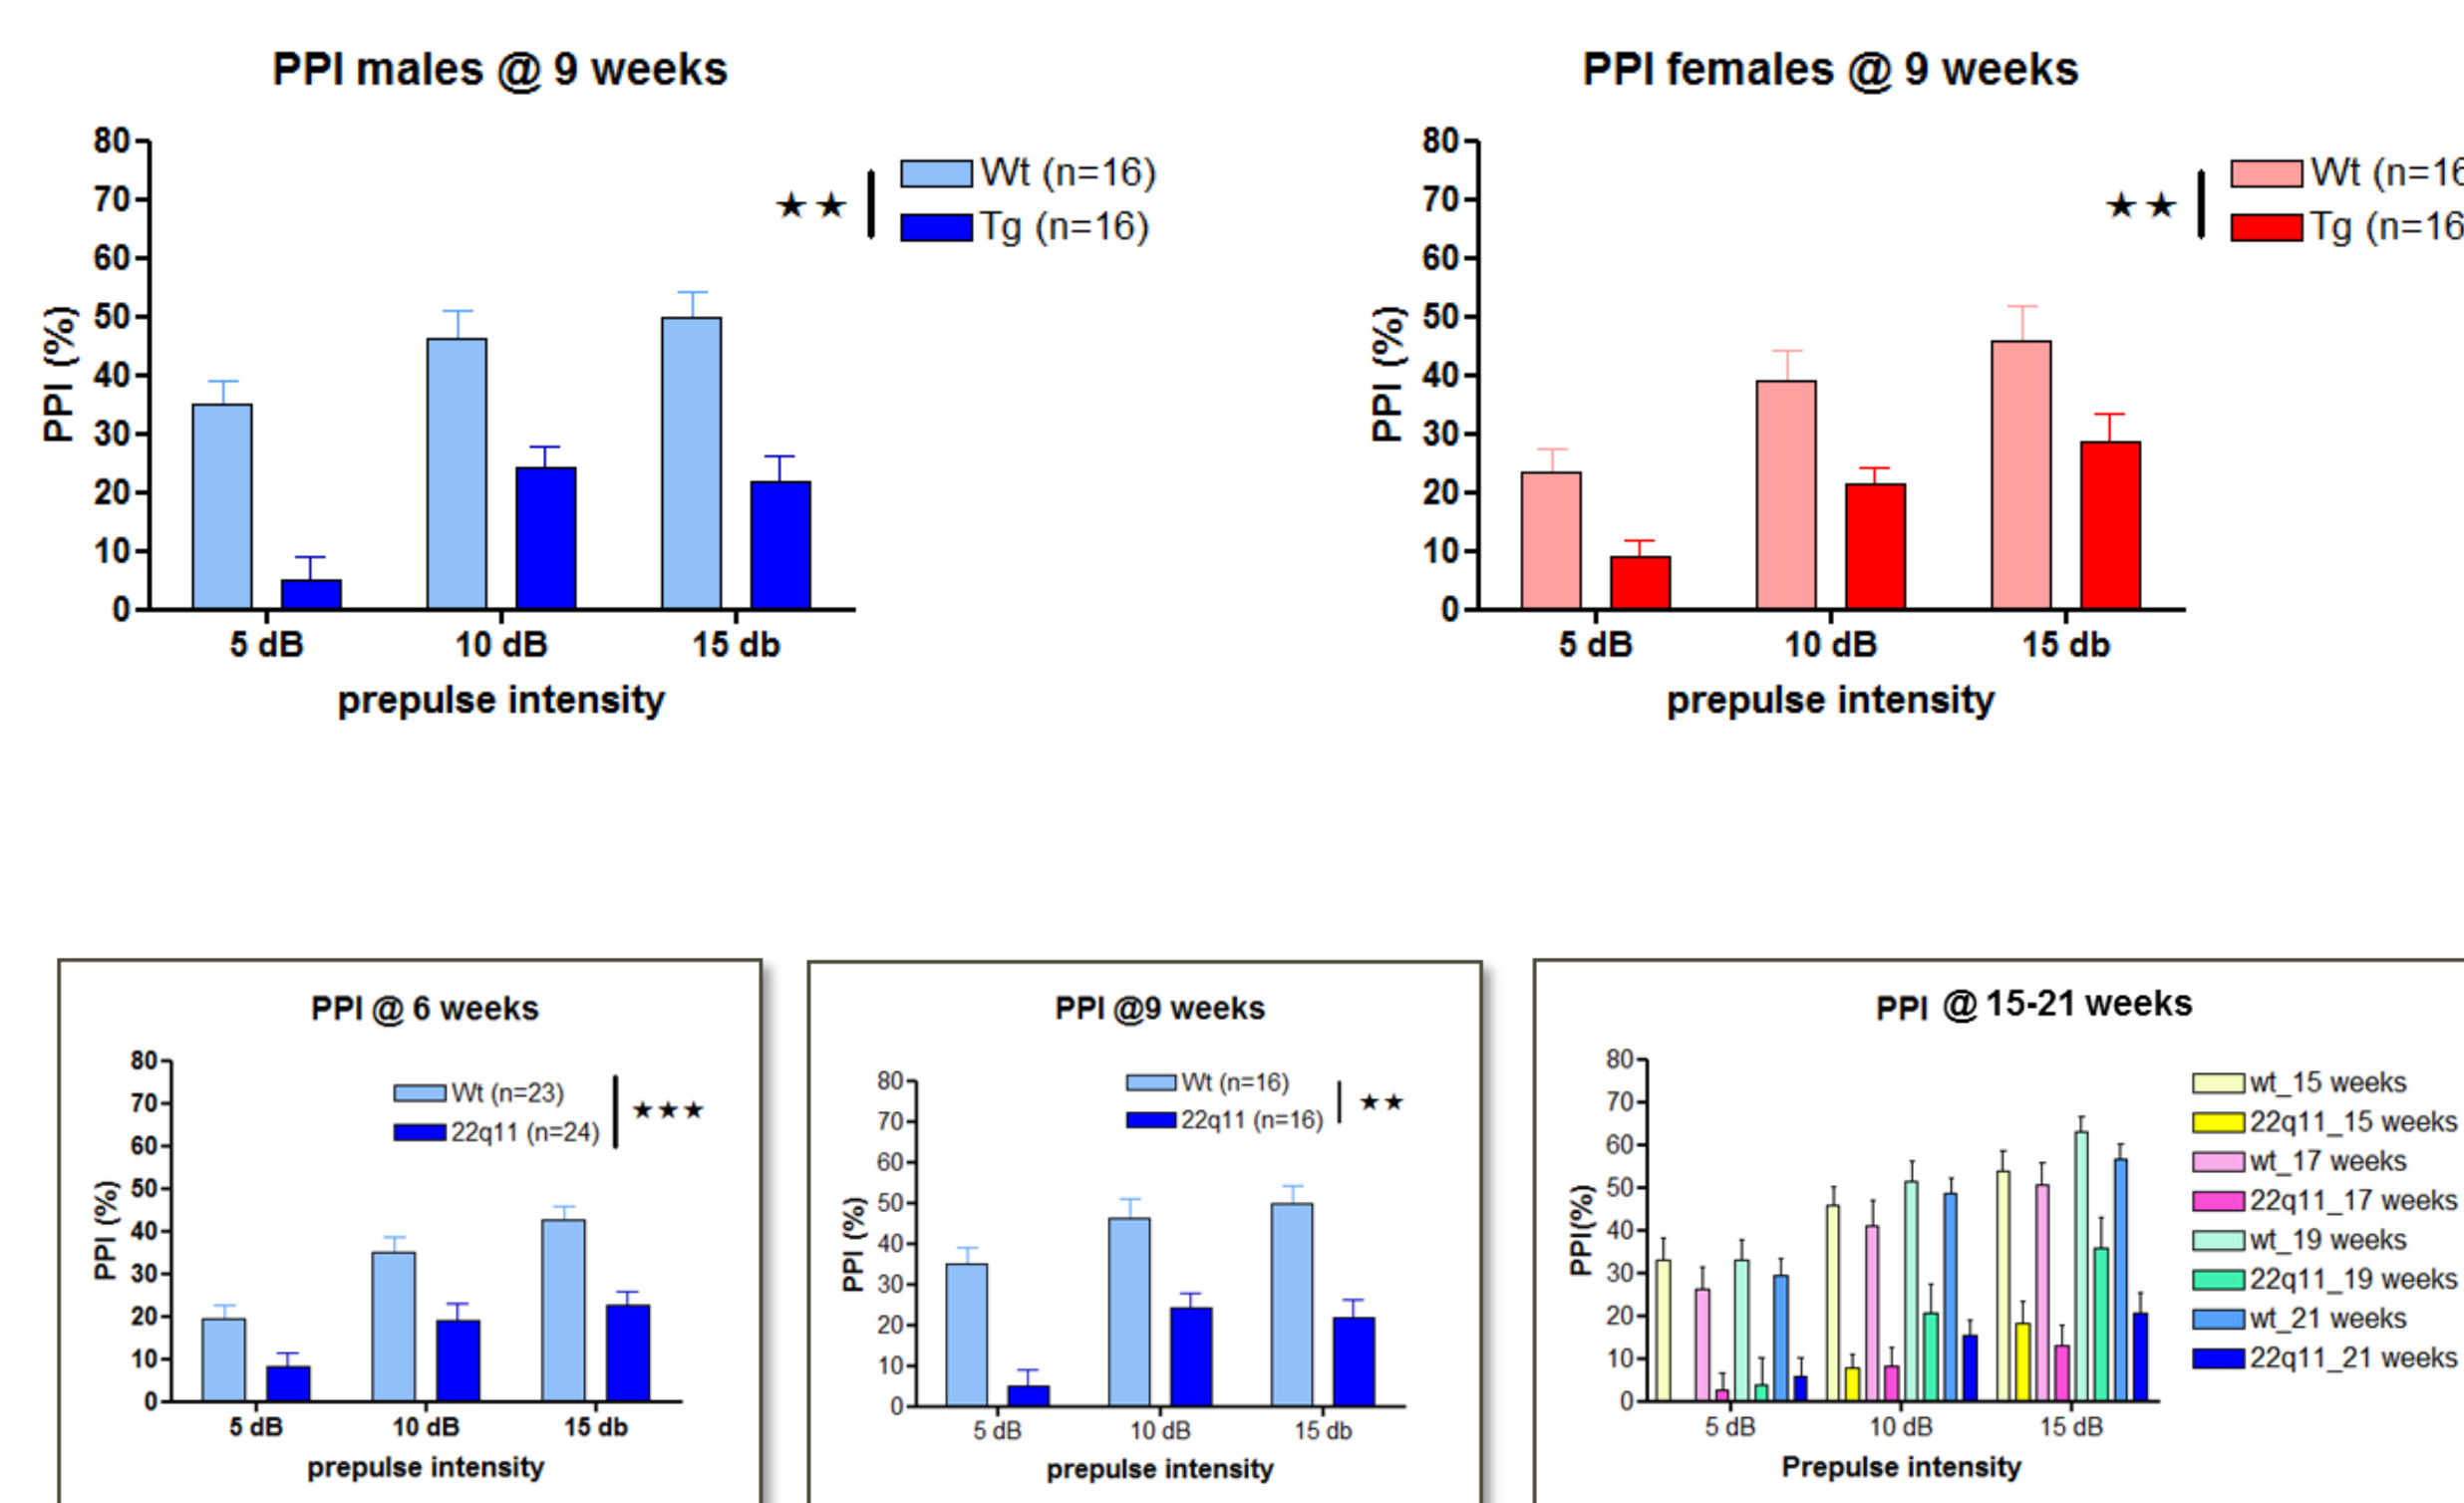 PPI males @ 9 weeks
80
70
60
50
40
30
20
10
0
PPI (%)
★★
Wt (n=16)
Tg (n=16)
5 dB 10 dB 15 db
prepulse intensity
PPI females @ 9 weeks
80
70
60
50
40
30
20
10
0
PPI (%)
★★
Wt (n=16
Tg (n=16
5 dB 10 dB 15 db
prepulse intensity
PPI @ 6 weeks
80
70
60
50
40
30
20
10
0
PPI (%)
Wt (n=23)
22q11 (n=24)
★★★
5 dB 10 dB 15 db
prepulse intensity
PPI @9 weeks
80
70
60
50
40
30
20
10
0
PPI (%)
Wt (n=16)
22q11 (n=16)
★★
5 dB 10 dB 15 db
prepulse intensity
PPI @ 15-21 weeks
80
70
60
50
40
30
20
10
0
PPI(%)
wt_15 weeks
22q11_15 weeks
wt_17 weeks
22q11_17 weeks
wt_19 weeks
22q11_19 weeks
wt_21 weeks
22q11_21 weeks
5 dB 10 dB 15 dB
Prepulse intensity